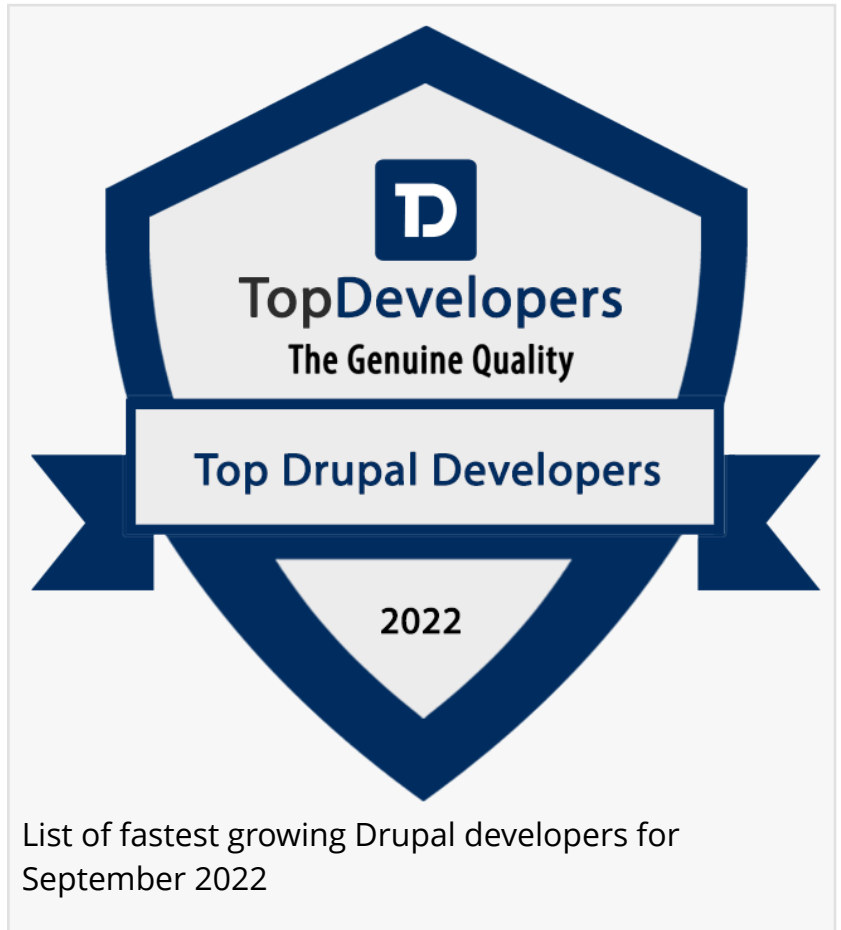 TD
TopDevelopers
The Genuine Quality
Top Drupal Developers
2022
List of fastest growing Drupal developers for
September 2022